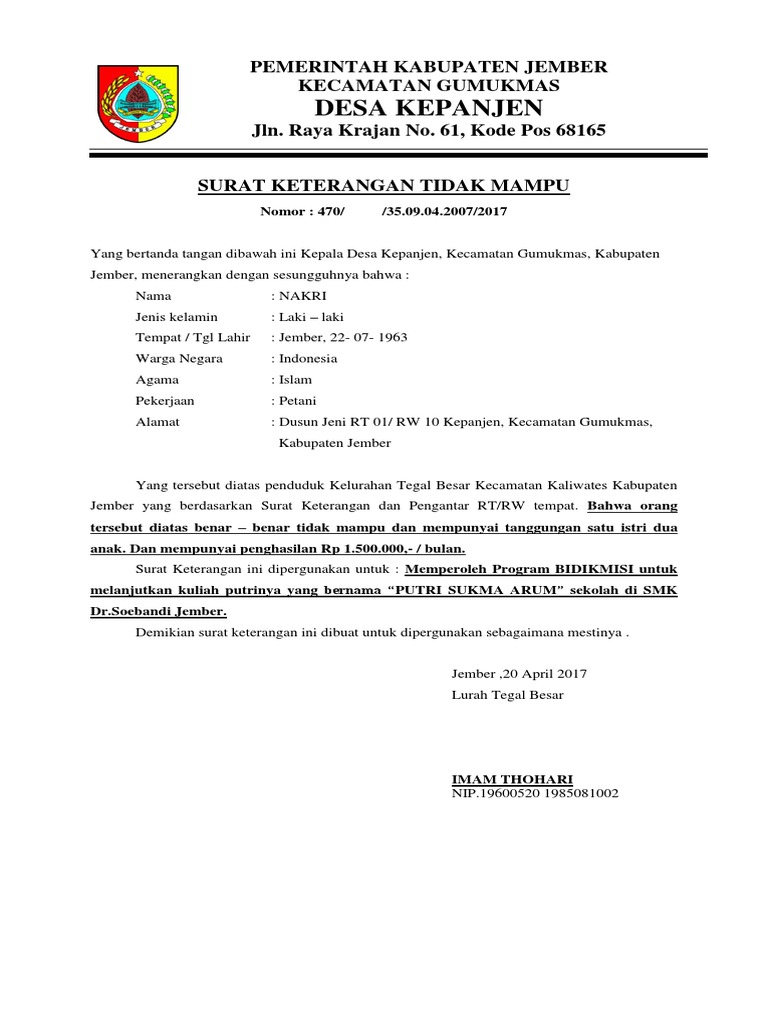 PEMERINTAH KABUPATEN JEMBER
KECAMATAN GUMUKMAS
DESA KEPANJEN
Jln. Raya Krajan No. 61, Kode Pos 68165
JEMBER
SURAT KETERANGAN TIDAK MAMPU
Nomor : 470/ /35.09.04.2007/2017
Yang bertanda tangan dibawah ini Kepala Desa Kepanjen, Kecamatan Gumukmas, Kabupaten
Jember, menerangkan dengan sesungguhnya bahwa :
Nama : NAKRI
Jenis kelamin : Laki – laki
Tempat / Tgl Lahir : Jember, 22- 07- 1963
Warga Negara : Indonesia
Agama : Islam
Pekerjaan : Petani
Alamat : Dusun Jeni RT 01/ RW 10 Kepanjen, Kecamatan Gumukmas,
Kabupaten Jember
Yang tersebut diatas penduduk Kelurahan Tegal Besar Kecamatan Kaliwates Kabupaten
Jember yang berdasarkan Surat Keterangan dan Pengantar RT/RW tempat. Bahwa orang
tersebut diatas benar – benar tidak mampu dan mempunyai tanggungan satu istri dua
anak. Dan mempunyai penghasilan Rp 1.500.000,- / bulan.
Surat Keterangan ini dipergunakan untuk : Memperoleh Program BIDIKMISI untuk
melanjutkan kuliah putrinya yang bernama “PUTRI SUKMA ARUM” sekolah di SMK
Dr.Soebandi Jember.
Demikian surat keterangan ini dibuat untuk dipergunakan sebagaimana mestinya .
Jember ,20 April 2017
Lurah Tegal Besar
IMAM THOHARI
NIP.19600520 1985081002